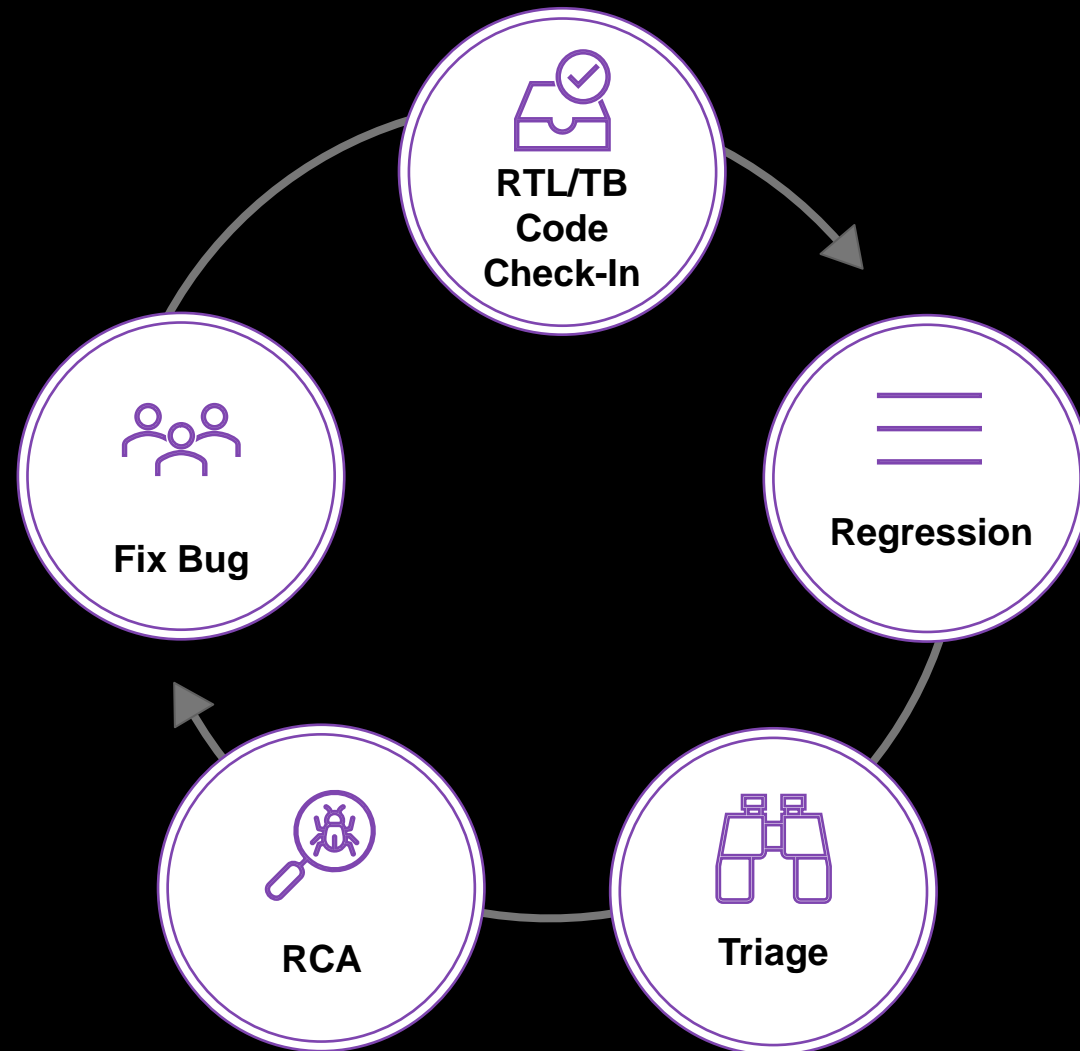 RTL/TB
Code
Check-In
Regression
Triage
RCA
Fix Bug